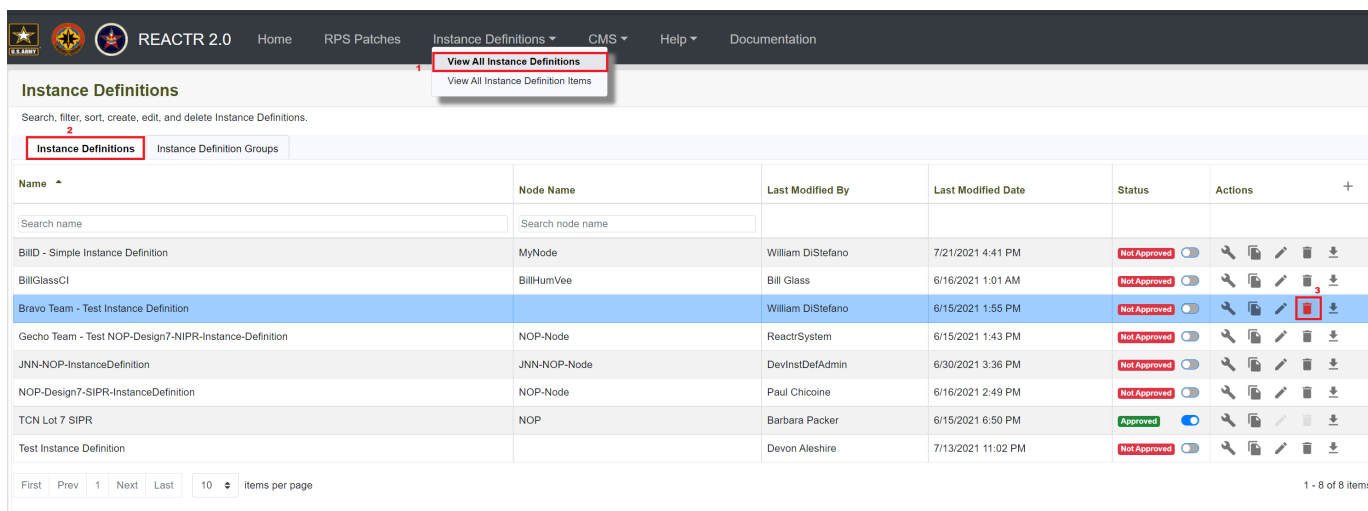 U.S. ARMY REACTR 2.0 Home RPS Patches Instance Definitions CMS Help Documentation
1 View All Instance Definitions
View All Instance Definition Items
Instance Definitions
Search, filter, sort, create, edit, and delete Instance Definitions.
2
Instance Definitions Instance Definition Groups
Name Node Name Last Modified By Last Modified Date Status Actions +
Search name Search node name
BillD - Simple Instance Definition MyNode William DiStefano 7/21/2021 4:41 PM Not Approved
BillGlassCI BillHumVee Bill Glass 6/16/2021 1:01 AM Not Approved
3
Bravo Team - Test Instance Definition William DiStefano 6/15/2021 1:55 PM Not Approved
Gecho Team - Test NOP-Design7-NIPR-Instance-Definition NOP-Node ReactrSystem 6/15/2021 1:43 PM Not Approved
JNN-NOP-InstanceDefinition JNN-NOP-Node DevInstDefAdmin 6/30/2021 3:36 PM Not Approved
NOP-Design7-SIPR-InstanceDefinition NOP-Node Paul Chicoine 6/16/2021 2:49 PM Not Approved
TCN Lot 7 SIPR NOP Barbara Packer 6/15/2021 6:50 PM Approved
Test Instance Definition Devon Aleshire 7/13/2021 11:02 PM Not Approved
First Prev 1 Next Last 10 items per page 1 - 8 of 8 items